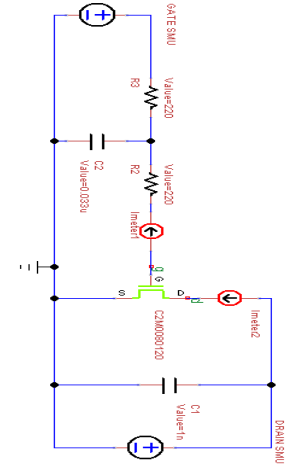 GATE SMU
R3
Value=220
C2
Value=0.033u
R2
Value=220
Imeter1
g
G
S
D
d
C2M0080120
Imeter2
C1
Value=1n
DRAIN SMU